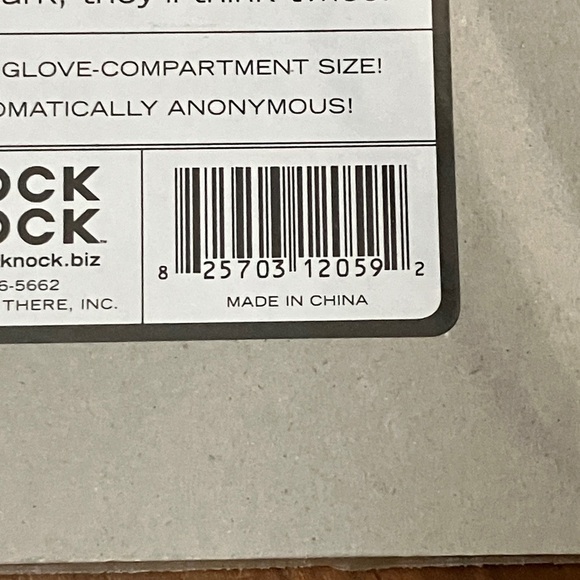 GLOVE-COMPARTMENT SIZE!
OMATICALLY ANONYMOUS!
OCK
OCK™
knock.biz
6-5662
THERE, INC.
8 25703 12059 2
MADE IN CHINA